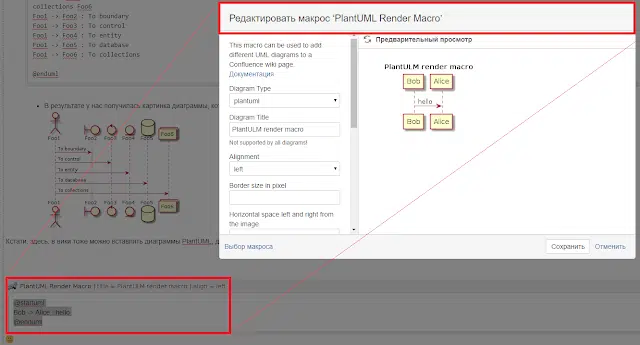 collections Foo6
Foo1 -> Foo2 : To boundary
Foo1 -> Foo3 : To control
Foo1 -> Foo4 : To entity
Foo1 -> Foo5 : To database
Foo1 -> Foo6 : To collections
@enduml
В результате у нас получилась картинка диаграммы, ко
Foo1 Foo2 Foo3 Foo4 Foo5 Foo6
To boundary
To control
To entity
To database
To collections
Foo1 Foo2 Foo3 Foo4 Foo5 Foo6
Кстати, здесь, в вики тоже можно вставлять диаграммы PlantUML, д
PlantUML Render Macro | title = PlantULM render macro | align = left
@startuml
Bob -> Alice : hello
@enduml
Редактировать макрос ‘PlantUML Render Macro’
This macro can be used to add
different UML diagrams to a
Confluence wiki page.
Документация
Diagram Type
plantuml
Diagram Title
PlantULM render macro
Not supported by all diagrams!
Alignment
left
Border size in pixel
Horizontal space left and right from
the image
Предварительный просмотр
PlantULM render macro
Bob Alice
hello
Bob Alice
Выбор макроса
Сохранить
Отменить